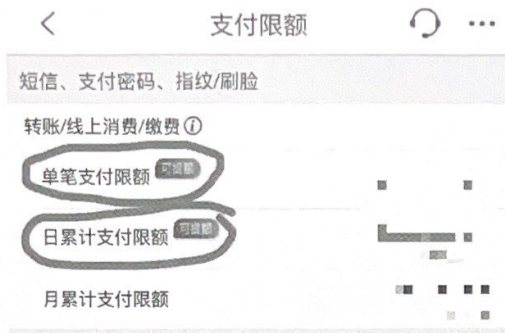 支付限额
短信、支付密码、指纹/刷脸
转账/线上消费/缴费
单笔支付限额 可提额
日累计支付限额 可提额
月累计支付限额